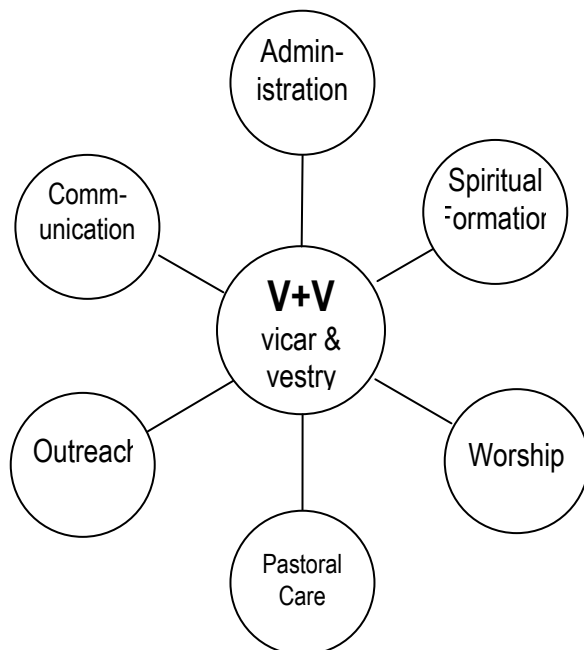 Admin-
istration
Comm-
unication
Spiritual
Formation
V+V
vicar &
vestry
Outreach
Worship
Pastoral
Care